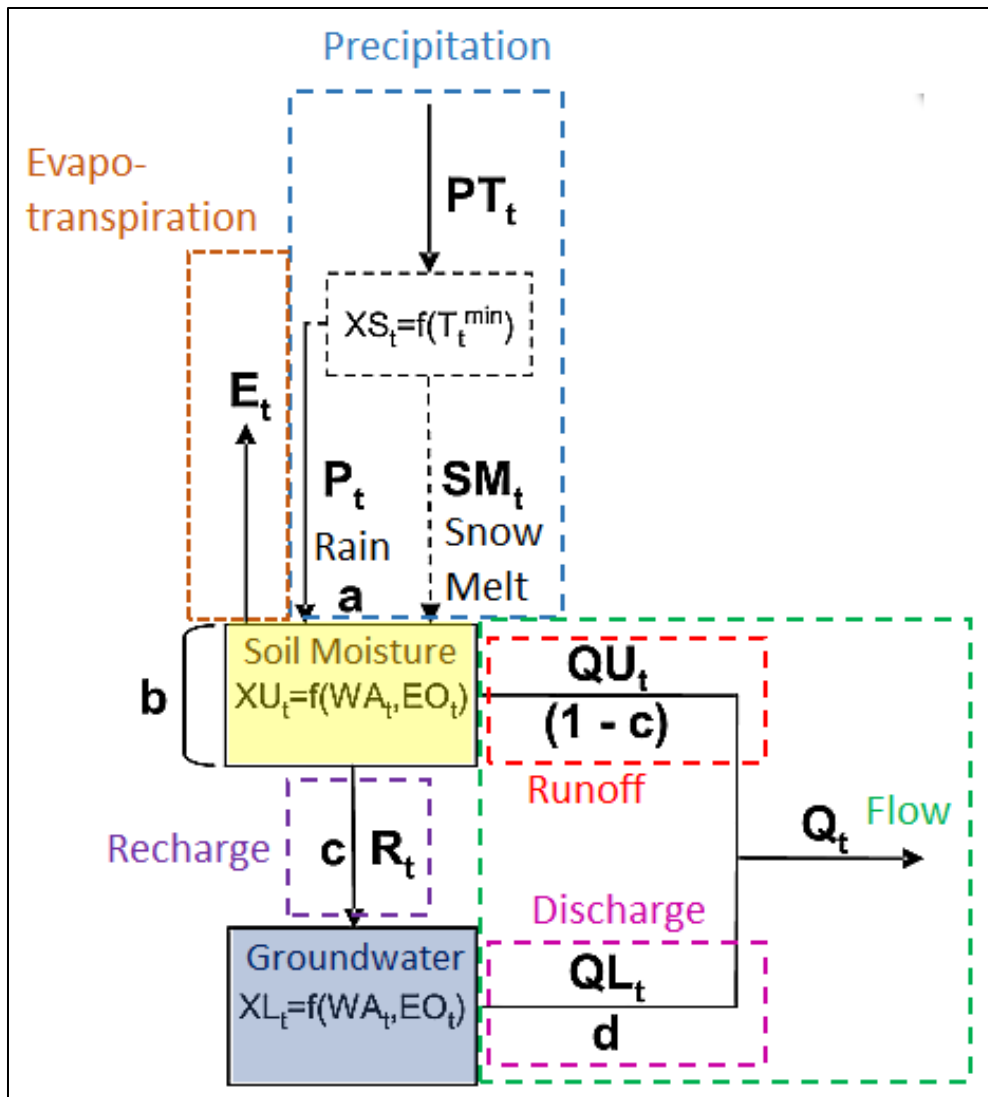 Precipitation
Evapo-
transpiration
PTₜ
XSₜ=f(Tₜᵐⁱⁿ)
Eₜ
Pₜ
SMₜ
Rain
Snow
Melt
a
Soil Moisture
XUₜ=f(WAₜ,EOₜ)
b
QUₜ
(1 - c)
Runoff
Qₜ
Flow
Recharge
c
Rₜ
Discharge
Groundwater
XLₜ=f(WAₜ,EOₜ)
QLₜ
d